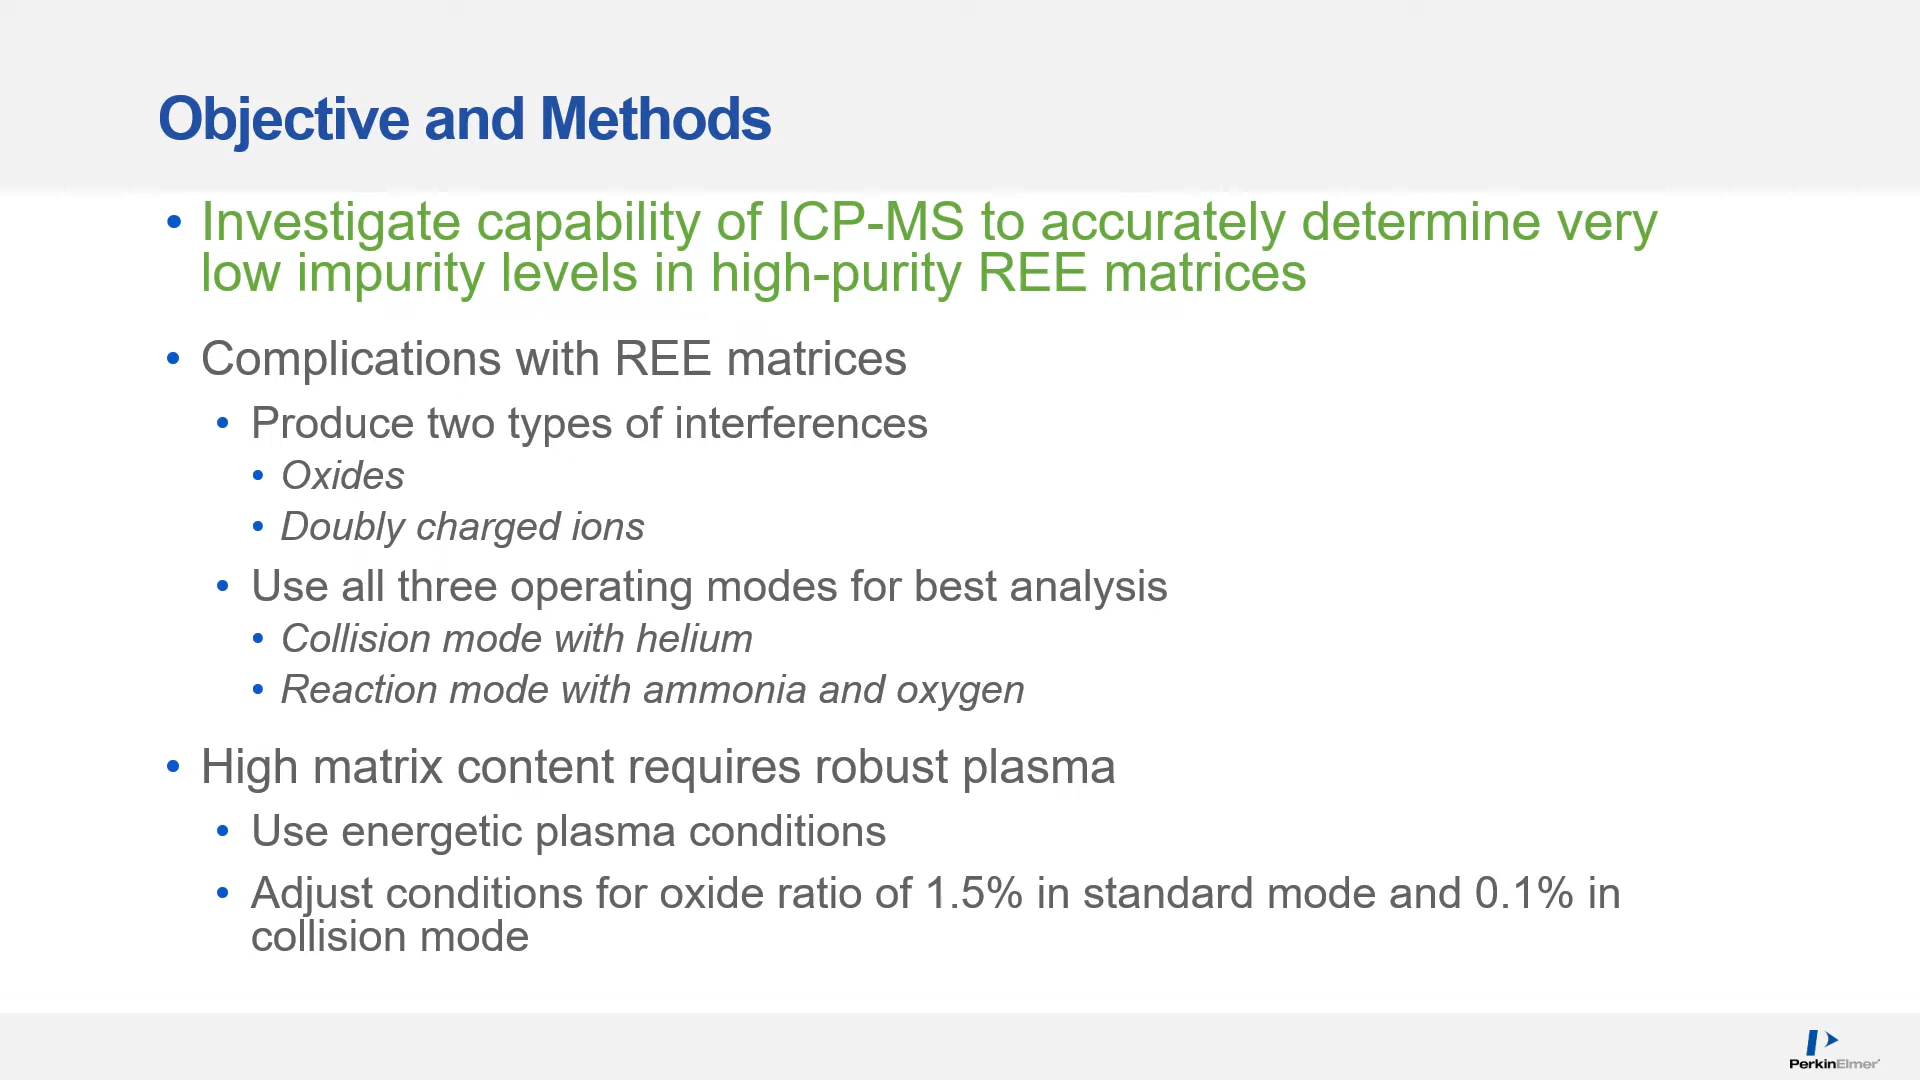 Objective and Methods
• Investigate capability of ICP-MS to accurately determine very
low impurity levels in high-purity REE matrices
• Complications with REE matrices
• Produce two types of interferences
• Oxides
• Doubly charged ions
• Use all three operating modes for best analysis
• Collision mode with helium
• Reaction mode with ammonia and oxygen
• High matrix content requires robust plasma
• Use energetic plasma conditions
• Adjust conditions for oxide ratio of 1.5% in standard mode and 0.1% in
collision mode
PerkinElmer